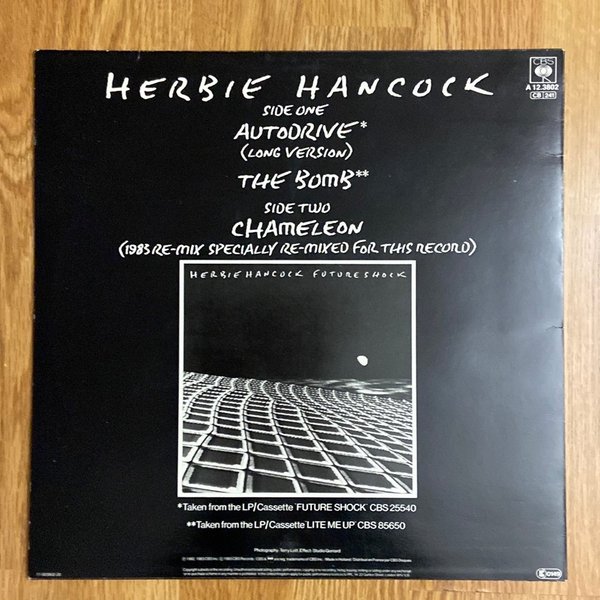 CBS
A 12.3802
CB 241
HERBIE HANCOCK
SIDE ONE
AUTODRIVE*
(LONG VERSION)
THE BOMB**
SIDE TWO
CHAMELEON
(1983 RE-MIX SPECIALLY RE-MIXED FOR THIS RECORD)
HERBIE HANCOCK FUTURE SHOCK
*Taken from the LP/Cassette 'FUTURE SHOCK' CBS 25540
**Taken from the LP/Cassette 'LITE ME UP' CBS 85650